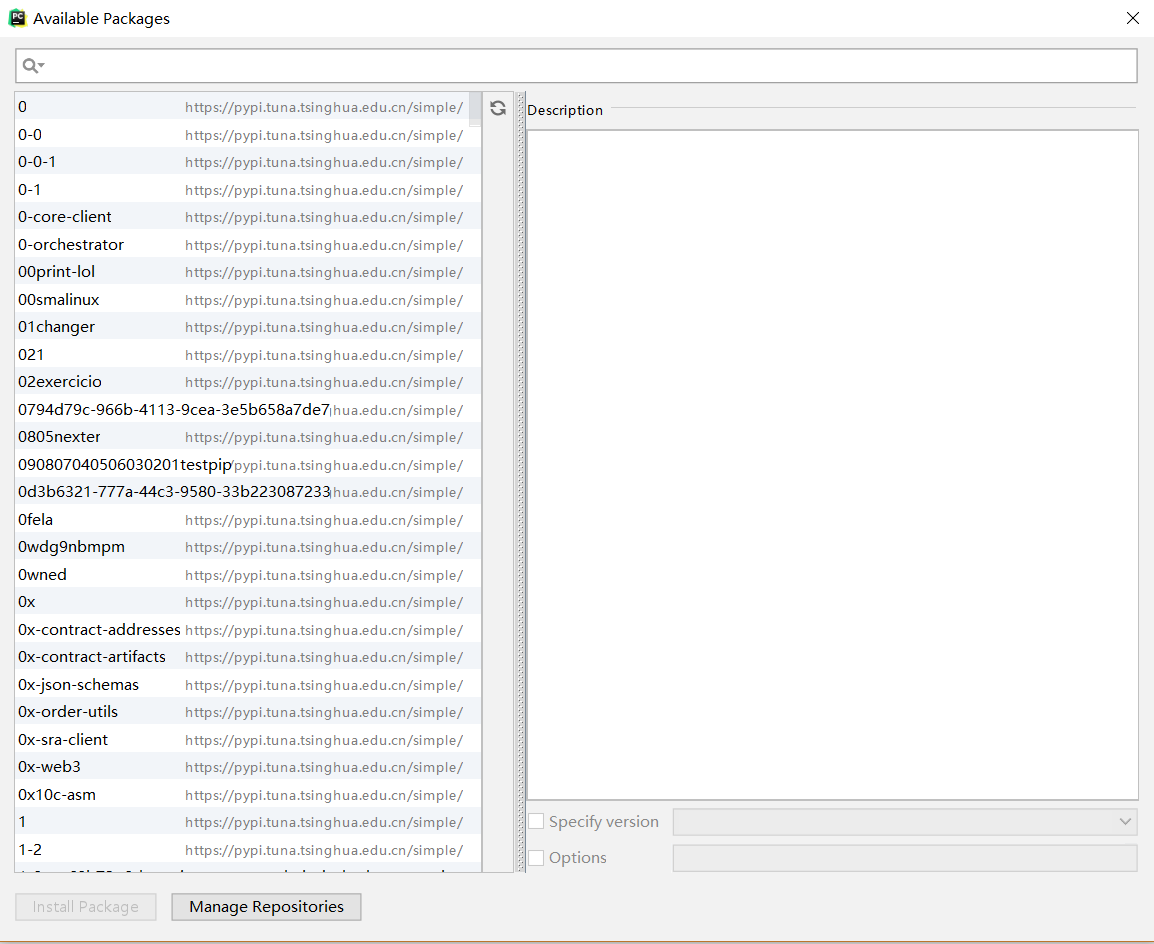 PC Available Packages
0 https://pypi.tuna.tsinghua.edu.cn/simple/
Description
0-0 https://pypi.tuna.tsinghua.edu.cn/simple/
0-0-1 https://pypi.tuna.tsinghua.edu.cn/simple/
0-1 https://pypi.tuna.tsinghua.edu.cn/simple/
0-core-client https://pypi.tuna.tsinghua.edu.cn/simple/
0-orchestrator https://pypi.tuna.tsinghua.edu.cn/simple/
00print-lol https://pypi.tuna.tsinghua.edu.cn/simple/
00smalinux https://pypi.tuna.tsinghua.edu.cn/simple/
01changer https://pypi.tuna.tsinghua.edu.cn/simple/
021 https://pypi.tuna.tsinghua.edu.cn/simple/
02exercicio https://pypi.tuna.tsinghua.edu.cn/simple/
0794d79c-966b-4113-9cea-3e5b658a7de7 hua.edu.cn/simple/
0805nexter https://pypi.tuna.tsinghua.edu.cn/simple/
090807040506030201testpip /pypi.tuna.tsinghua.edu.cn/simple/
0d3b6321-777a-44c3-9580-33b223087233 hua.edu.cn/simple/
0fela https://pypi.tuna.tsinghua.edu.cn/simple/
0wdg9nbmpm https://pypi.tuna.tsinghua.edu.cn/simple/
0wned https://pypi.tuna.tsinghua.edu.cn/simple/
0x https://pypi.tuna.tsinghua.edu.cn/simple/
0x-contract-addresses https://pypi.tuna.tsinghua.edu.cn/simple/
0x-contract-artifacts https://pypi.tuna.tsinghua.edu.cn/simple/
0x-json-schemas https://pypi.tuna.tsinghua.edu.cn/simple/
0x-order-utils https://pypi.tuna.tsinghua.edu.cn/simple/
0x-sra-client https://pypi.tuna.tsinghua.edu.cn/simple/
0x-web3 https://pypi.tuna.tsinghua.edu.cn/simple/
0x10c-asm https://pypi.tuna.tsinghua.edu.cn/simple/
1 https://pypi.tuna.tsinghua.edu.cn/simple/
1-2 https://pypi.tuna.tsinghua.edu.cn/simple/
Specify version
Options
Install Package
Manage Repositories